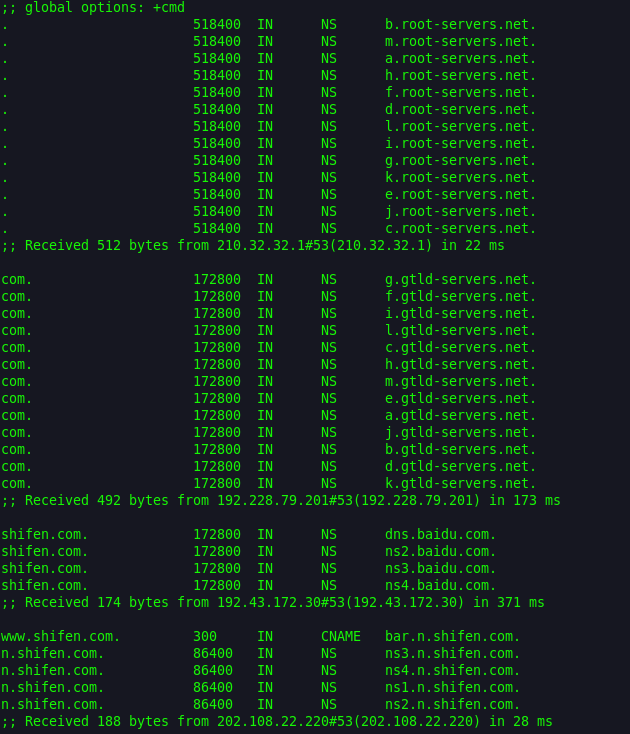 ;; global options: +cmd
.                       518400  IN      NS      b.root-servers.net.
.                       518400  IN      NS      m.root-servers.net.
.                       518400  IN      NS      a.root-servers.net.
.                       518400  IN      NS      h.root-servers.net.
.                       518400  IN      NS      f.root-servers.net.
.                       518400  IN      NS      d.root-servers.net.
.                       518400  IN      NS      l.root-servers.net.
.                       518400  IN      NS      i.root-servers.net.
.                       518400  IN      NS      g.root-servers.net.
.                       518400  IN      NS      k.root-servers.net.
.                       518400  IN      NS      e.root-servers.net.
.                       518400  IN      NS      j.root-servers.net.
.                       518400  IN      NS      c.root-servers.net.
;; Received 512 bytes from 210.32.32.1#53(210.32.32.1) in 22 ms

com.                    172800  IN      NS      g.gtld-servers.net.
com.                    172800  IN      NS      f.gtld-servers.net.
com.                    172800  IN      NS      i.gtld-servers.net.
com.                    172800  IN      NS      l.gtld-servers.net.
com.                    172800  IN      NS      c.gtld-servers.net.
com.                    172800  IN      NS      h.gtld-servers.net.
com.                    172800  IN      NS      m.gtld-servers.net.
com.                    172800  IN      NS      e.gtld-servers.net.
com.                    172800  IN      NS      a.gtld-servers.net.
com.                    172800  IN      NS      j.gtld-servers.net.
com.                    172800  IN      NS      b.gtld-servers.net.
com.                    172800  IN      NS      d.gtld-servers.net.
com.                    172800  IN      NS      k.gtld-servers.net.
;; Received 492 bytes from 192.228.79.201#53(192.228.79.201) in 173 ms

shifen.com.             172800  IN      NS      dns.baidu.com.
shifen.com.             172800  IN      NS      ns2.baidu.com.
shifen.com.             172800  IN      NS      ns3.baidu.com.
shifen.com.             172800  IN      NS      ns4.baidu.com.
;; Received 174 bytes from 192.43.172.30#53(192.43.172.30) in 371 ms

www.shifen.com.         300     IN      CNAME   bar.n.shifen.com.
n.shifen.com.           86400   IN      NS      ns3.n.shifen.com.
n.shifen.com.           86400   IN      NS      ns4.n.shifen.com.
n.shifen.com.           86400   IN      NS      ns1.n.shifen.com.
n.shifen.com.           86400   IN      NS      ns2.n.shifen.com.
;; Received 188 bytes from 202.108.22.220#53(202.108.22.220) in 28 ms